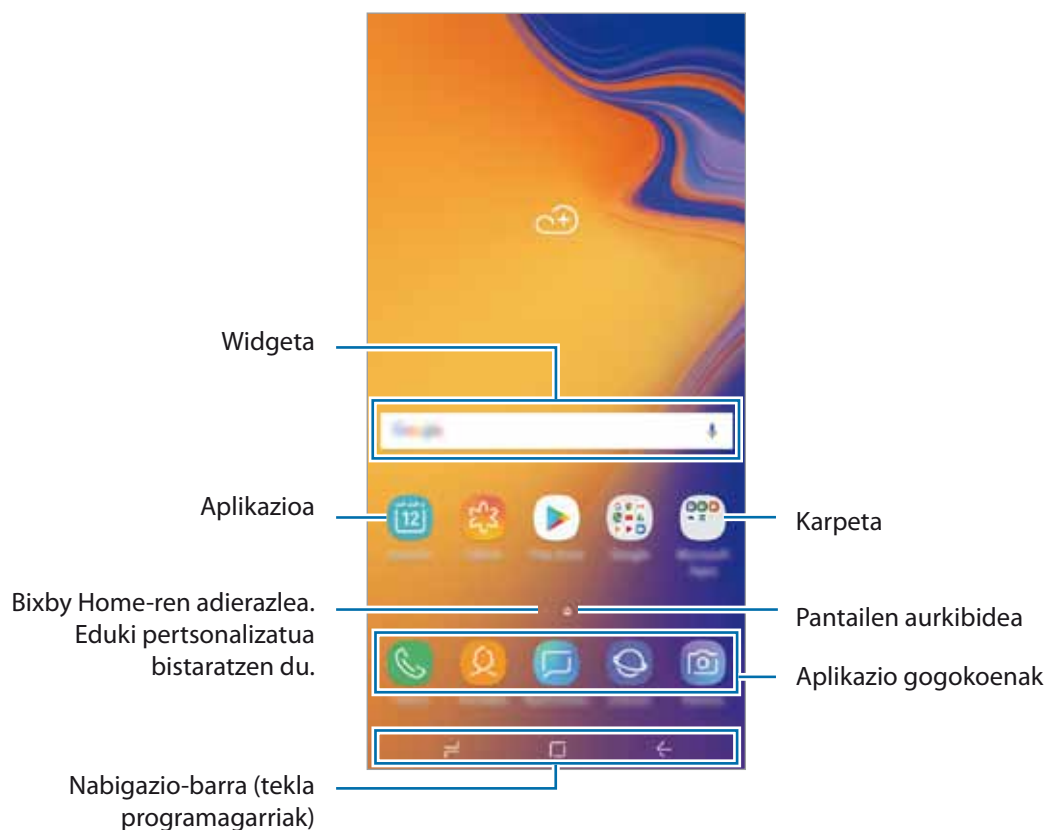 Widgeta
Aplikazioa
12
Karpeta
Bixby Home-ren adierazlea.
Eduki pertsonalizatua
bistaratzen du.
Pantailen aurkibidea
Aplikazio gogokoenak
Nabigazio-barra (tekla
programagarriak)